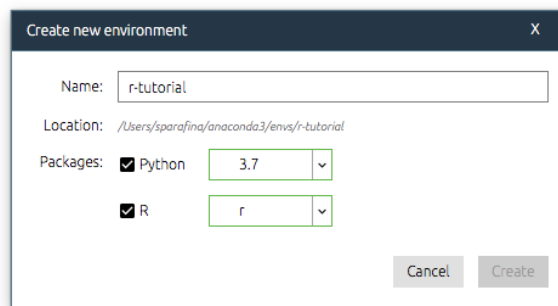 Create new environment X
Name: r-tutorial
Location: /Users/sparafina/anaconda3/envs/r-tutorial
Packages: Python 3.7
R r
Cancel Create